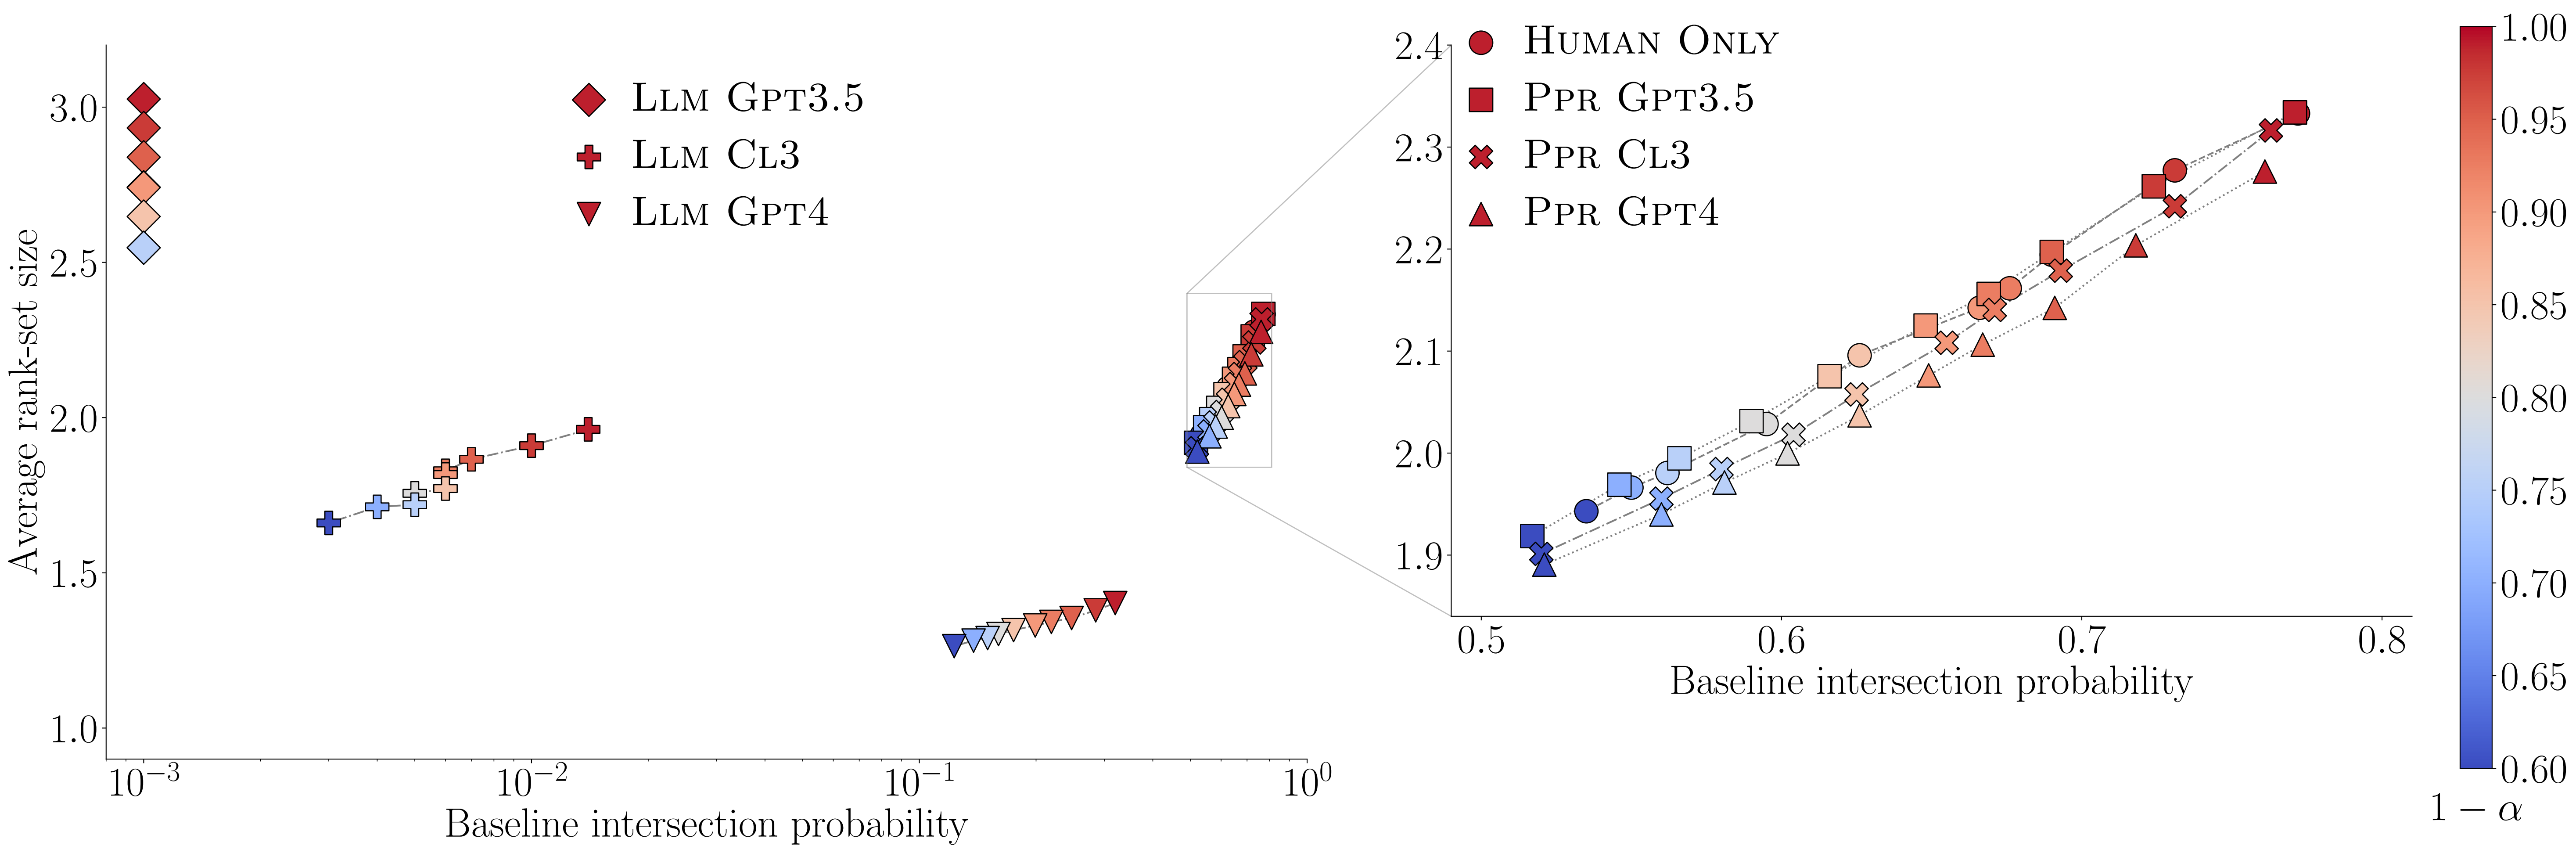 Average rank-set size
3.0
2.5
2.0
1.5
1.0
LLM GPT3.5
LLM CL3
LLM GPT4
10⁻³ 10⁻² 10⁻¹ 10⁰
Baseline intersection probability
2.4
2.3
2.2
2.1
2.0
1.9
HUMAN ONLY
PPR GPT3.5
PPR CL3
PPR GPT4
0.5 0.6 0.7 0.8
Baseline intersection probability
1.00
0.95
0.90
0.85
0.80
0.75
0.70
0.65
0.60
1 − α